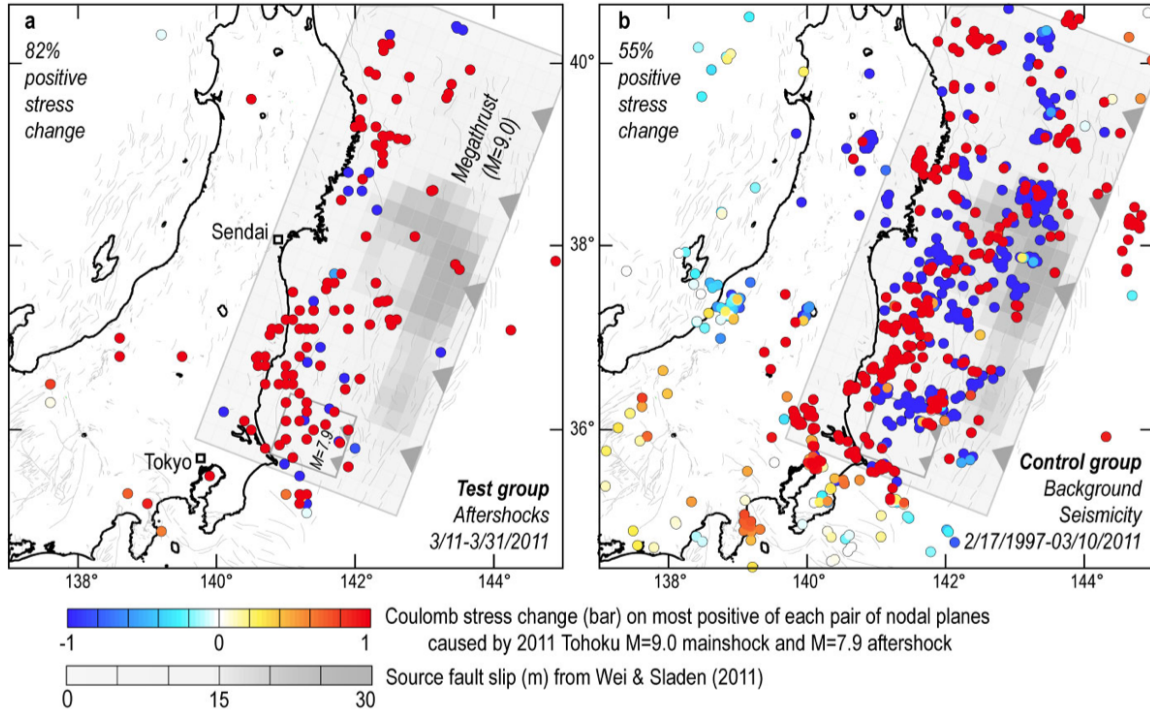 a
82%
positive
stress
change
40°
Megathrust
(M=9.0)
Sendai
38°
M=7.9
36°
Tokyo
Test group
Aftershocks
3/11-3/31/2011
138°
140°
142°
144°
b
55%
positive
stress
change
Control group
Background
Seismicity
2/17/1997-03/10/2011
138°
140°
142°
144°
-1
0
1
Coulomb stress change (bar) on most positive of each pair of nodal planes
caused by 2011 Tohoku M=9.0 mainshock and M=7.9 aftershock
0
15
30
Source fault slip (m) from Wei & Sladen (2011)